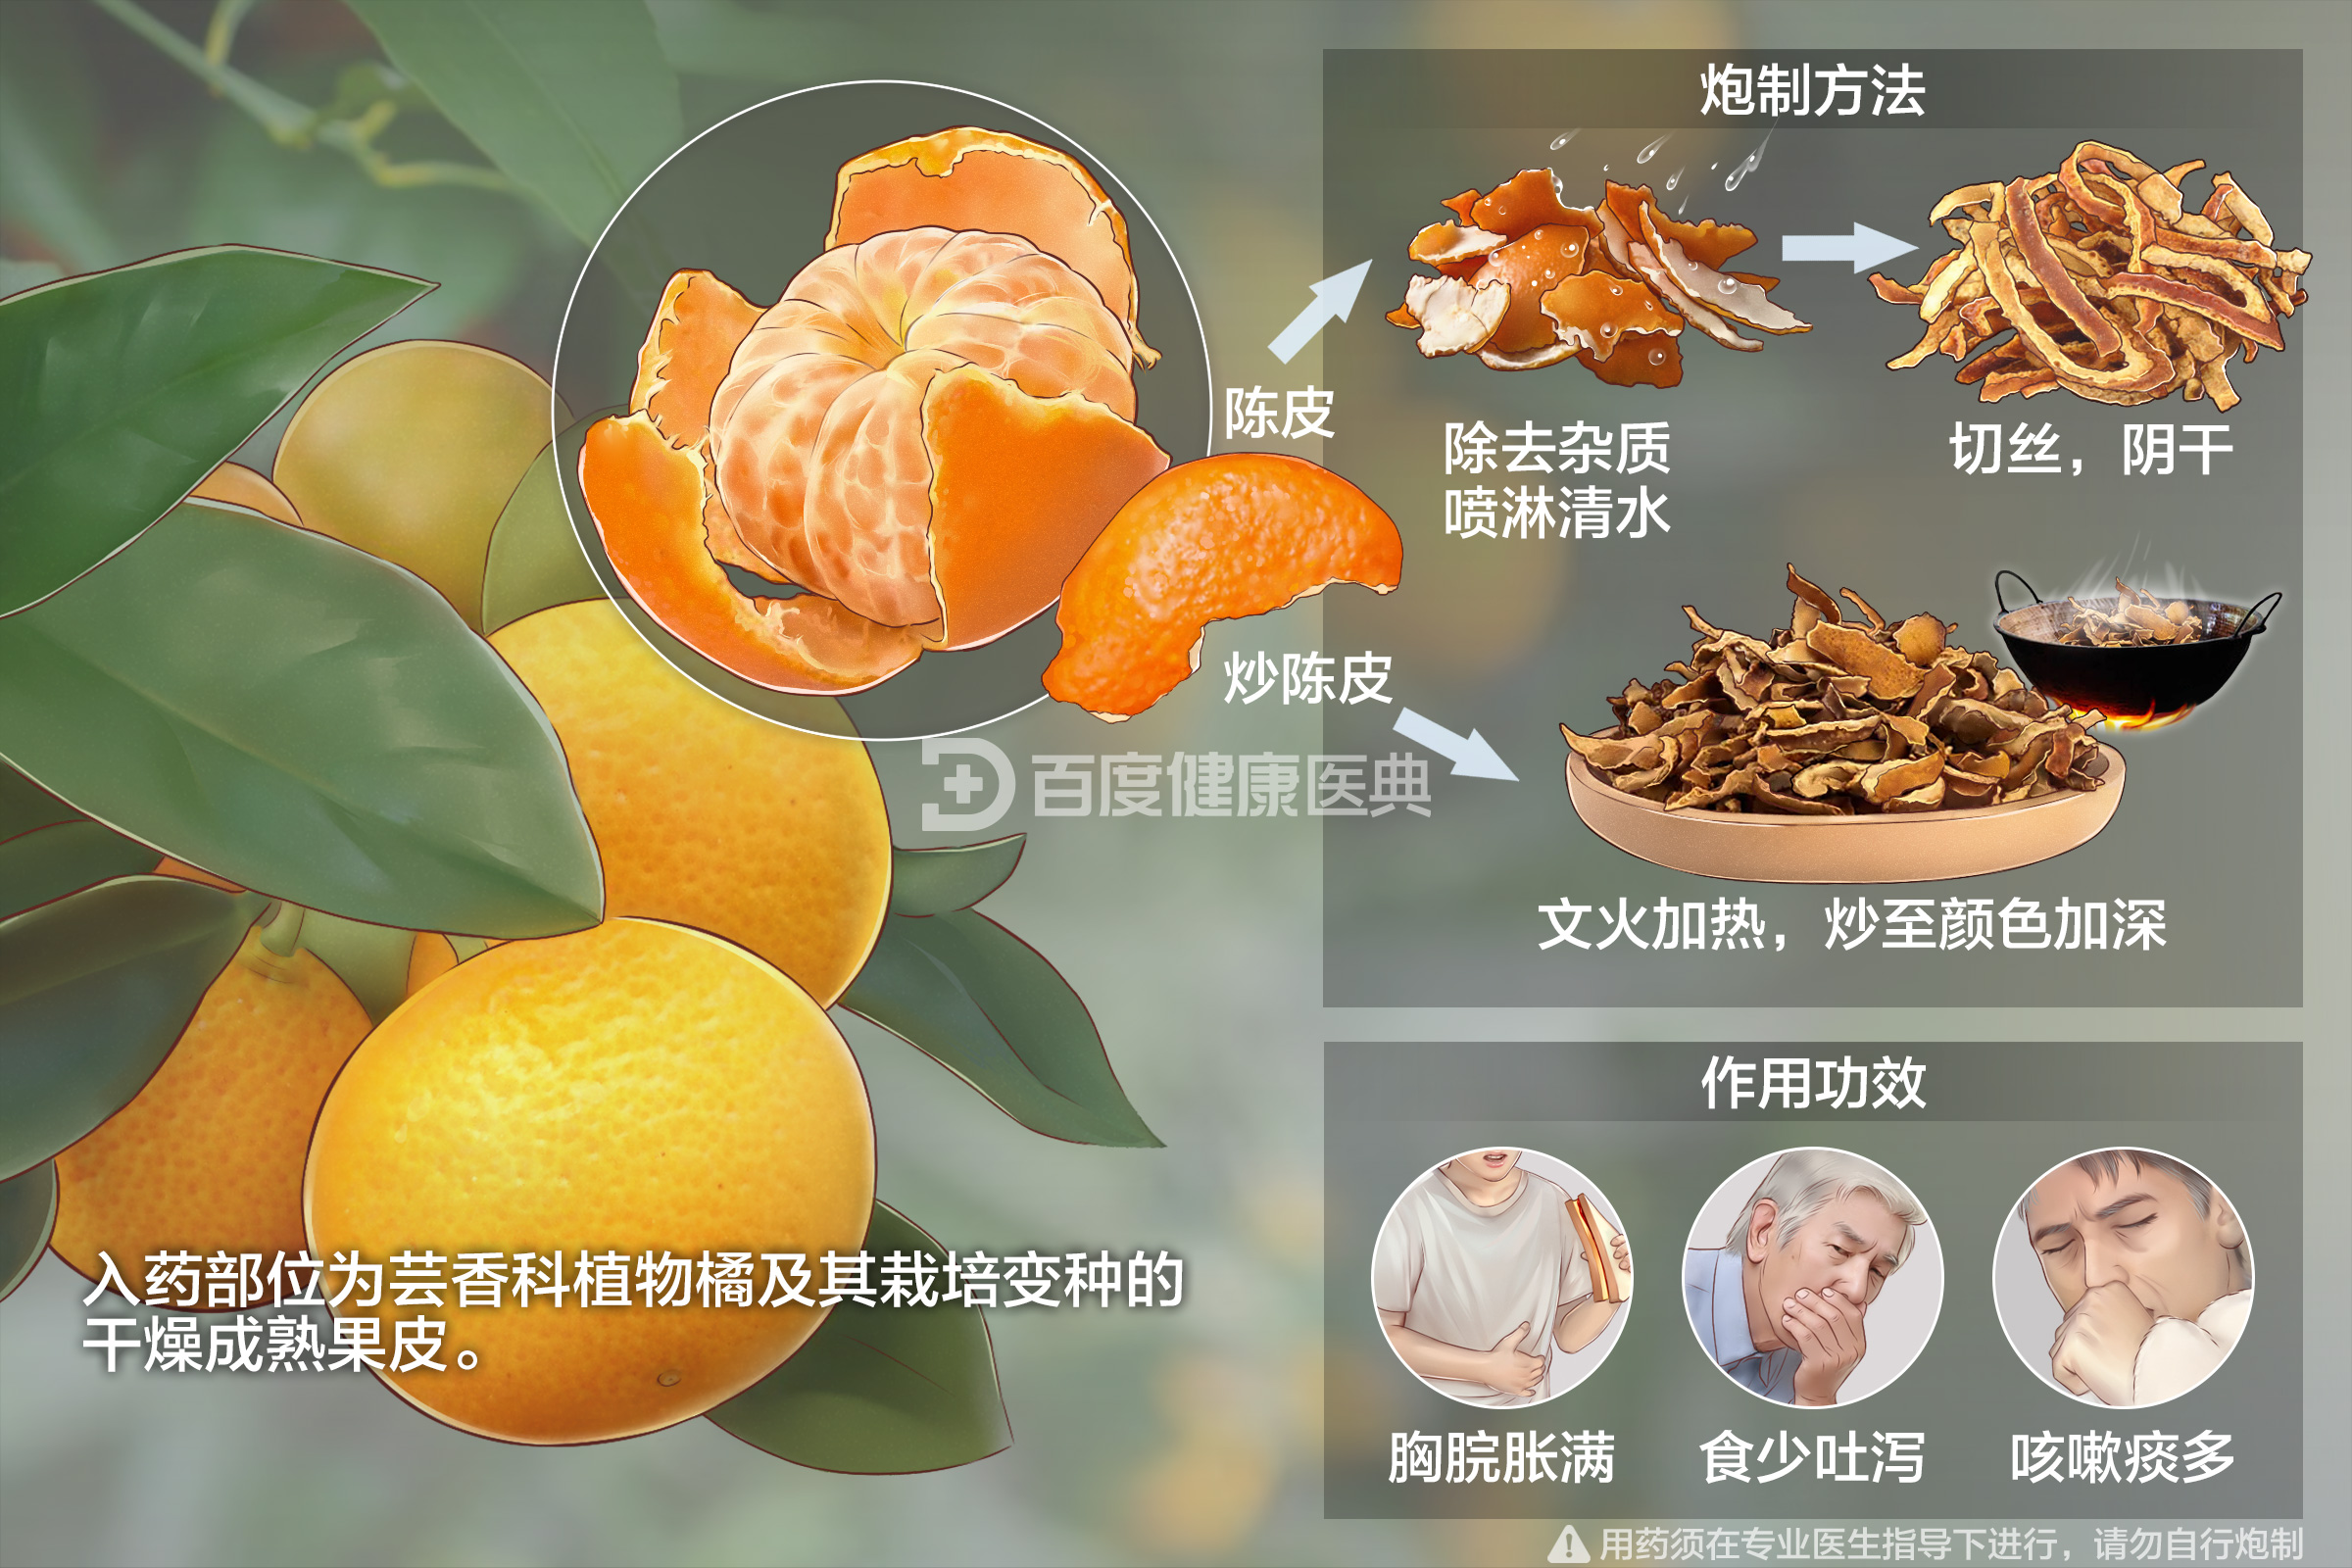 炮制方法
陈皮
除去杂质
喷淋清水
切丝，阴干
炒陈皮
百度健康医典
文火加热，炒至颜色加深
作用功效
胸脘胀满
食少吐泻
咳嗽痰多
入药部位为芸香科植物橘及其栽培变种的
干燥成熟果皮。
用药须在专业医生指导下进行，请勿自行炮制